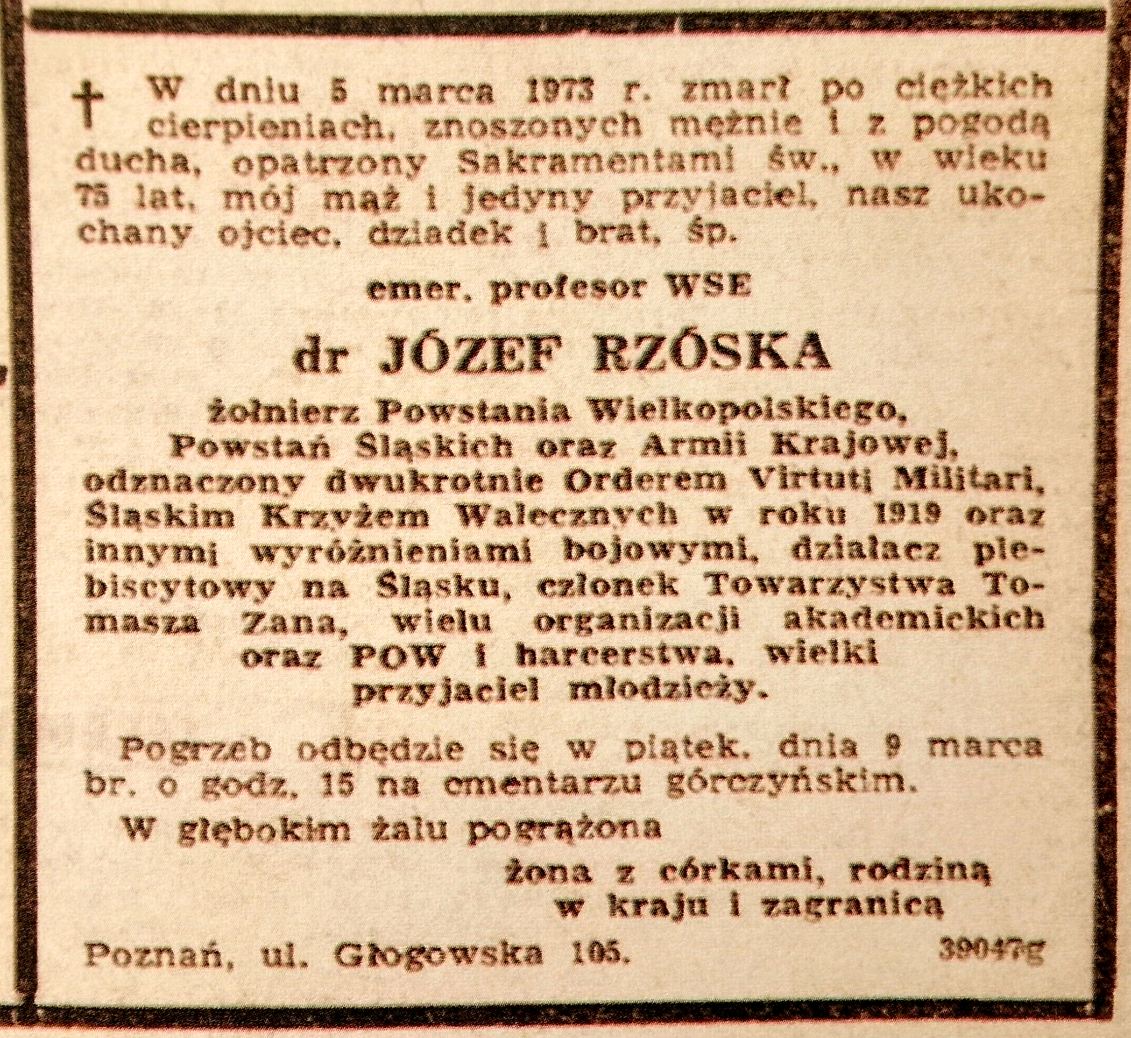 † W dniu 5 marca 1973 r. zmarł po ciężkich
cierpieniach, znoszonych mężnie i z pogodą
ducha, opatrzony Sakramentami św., w wieku
75 lat, mój mąż i jedyny przyjaciel, nasz uko-
chany ojciec, dziadek i brat, śp.
emer. profesor WSE
dr JÓZEF RZÓSKA
żołnierz Powstania Wielkopolskiego,
Powstań Śląskich oraz Armii Krajowej,
odznaczony dwukrotnie Orderem Virtuti Militari,
Śląskim Krzyżem Walecznych w roku 1919 oraz
innymi wyróżnieniami bojowymi, działacz ple-
biscytowy na Śląsku, członek Towarzystwa To-
masza Zana, wielu organizacji akademickich
oraz POW i harcerstwa, wielki
przyjaciel młodzieży.
Pogrzeb odbędzie się w piątek, dnia 9 marca
br. o godz. 15 na cmentarzu górczyńskim.
W głębokim żalu pogrążona
żona z córkami, rodziną
w kraju i zagranicą
Poznań, ul. Głogowska 105. 39047g